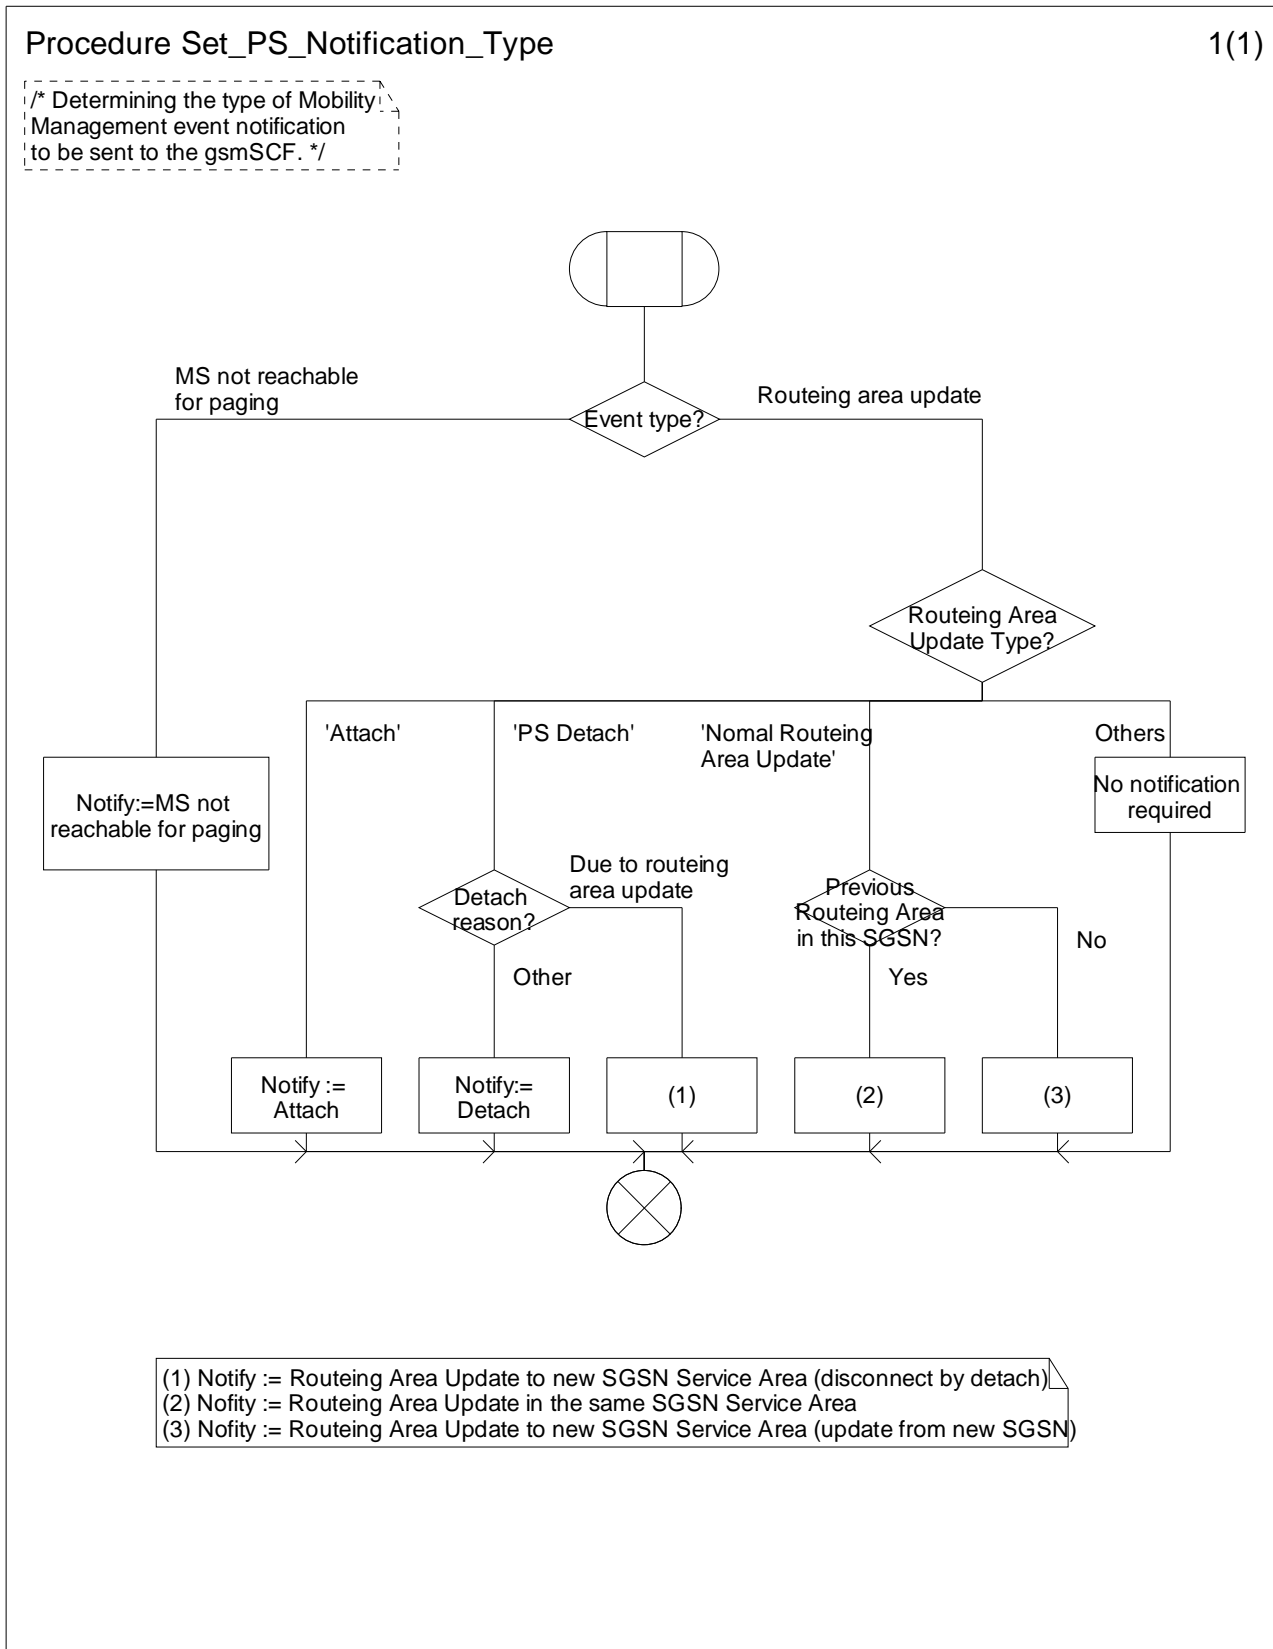 Procedure Set_PS_Notification_Type
1(1)
/* Determining the type of Mobility
Management event notification
to be sent to the gsmSCF. */
MS not reachable
for paging
Event type?
Routeing area update
Routeing Area
Update Type?
'Attach'
'PS Detach'
'Nomal Routeing
Area Update'
Others
Notify:=MS not
reachable for paging
No notification
required
Detach
reason?
Due to routeing
area update
Previous
Routeing Area
in this SGSN?
No
Other
Yes
Notify :=
Attach
Notify:=
Detach
(1)
(2)
(3)
(1) Notify := Routeing Area Update to new SGSN Service Area (disconnect by detach)
(2) Nofity := Routeing Area Update in the same SGSN Service Area
(3) Nofity := Routeing Area Update to new SGSN Service Area (update from new SGSN)